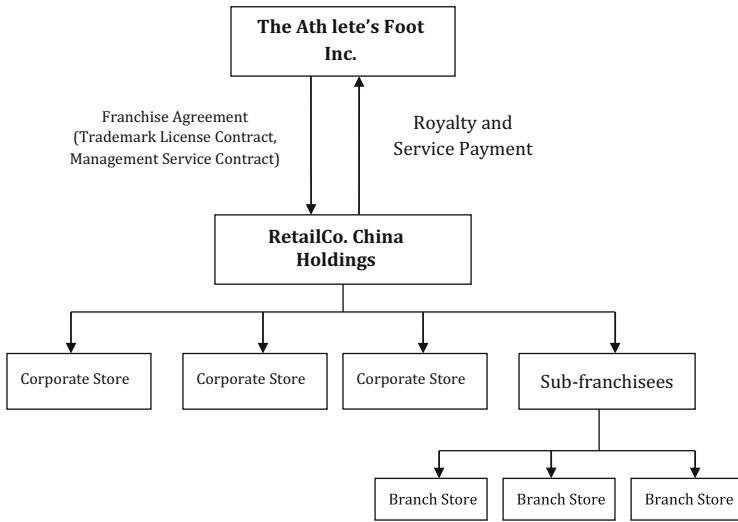 The Ath lete's Foot
Inc.
Franchise Agreement
(Trademark License Contract,
Management Service Contract)
Royalty and
Service Payment
RetailCo. China
Holdings
Corporate Store
Corporate Store
Corporate Store
Sub-franchisees
Branch Store
Branch Store
Branch Store